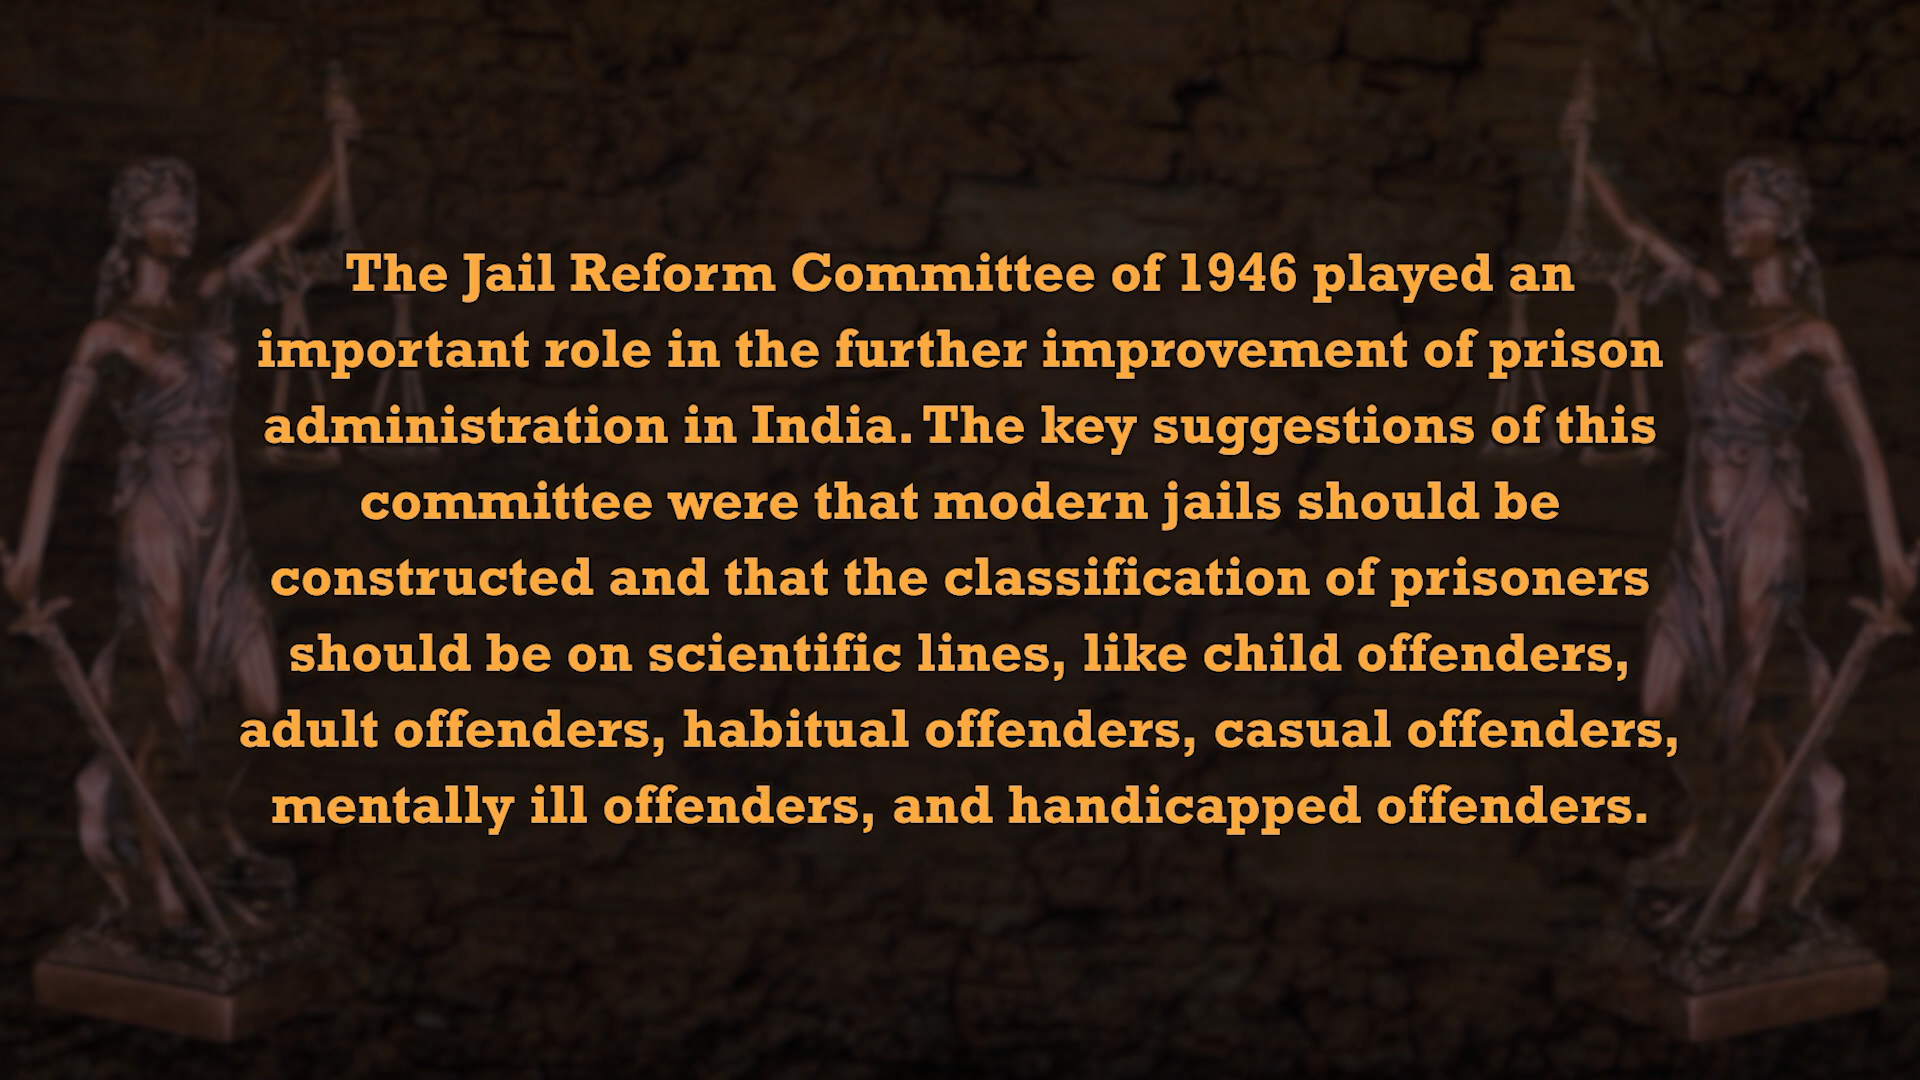 The Jail Reform Committee of 1946 played an
important role in the further improvement of prison
administration in India. The key suggestions of this
committee were that modern jails should be
constructed and that the classification of prisoners
should be on scientific lines, like child offenders,
adult offenders, habitual offenders, casual offenders,
mentally ill offenders, and handicapped offenders.